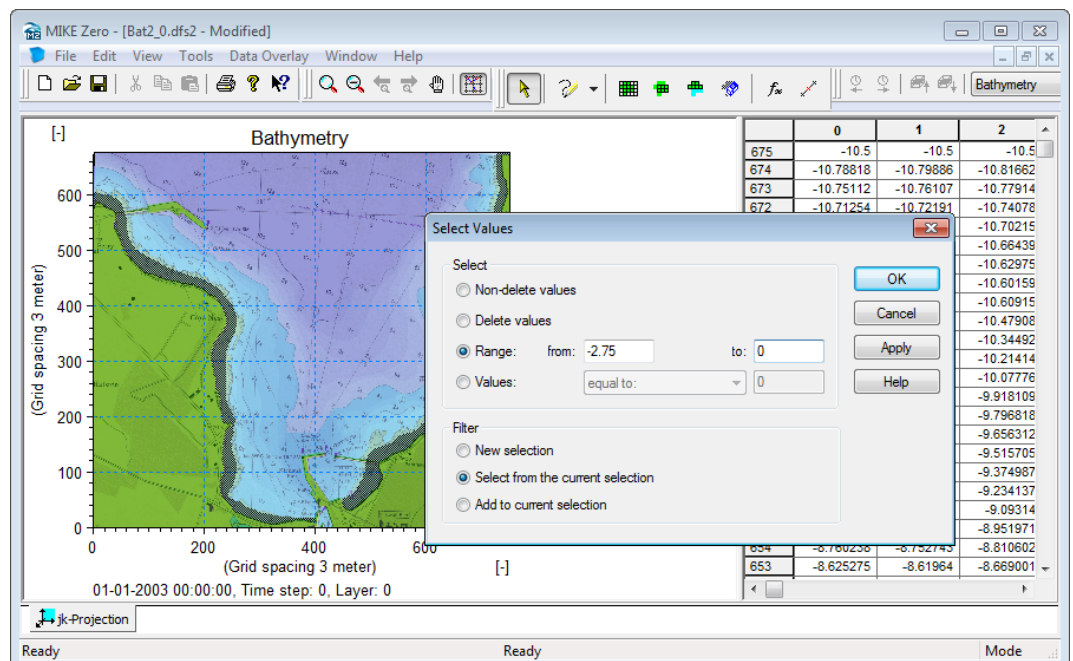 MIKE Zero - [Bat2_0.dfs2 - Modified]
File Edit View Tools Data Overlay Window Help
Bathymetry
[-]
Bathymetry
600
500
400
300
200
100
0
(Grid spacing 3 meter)
0 200 400 600
(Grid spacing 3 meter) [-]
01-01-2003 00:00:00, Time step: 0, Layer: 0
0 1 2
675 -10.5 -10.5 -10.5
674 -10.78818 -10.79886 -10.81662
673 -10.75112 -10.76107 -10.77914
672 -10.71254 -10.72191 -10.74078
-10.70215
-10.66439
-10.62975
-10.60159
-10.60915
-10.47908
-10.34492
-10.21414
-10.07776
-9.918109
-9.796818
-9.656312
-9.515705
-9.374987
-9.234137
-9.09314
-8.951971
654 -8.760238 -8.752743 -8.810602
653 -8.625275 -8.61964 -8.669001
Select Values
Select
Non-delete values
Delete values
Range: from: -2.75 to: 0
Values: equal to: 0
Filter
New selection
Select from the current selection
Add to current selection
OK
Cancel
Apply
Help
jk-Projection
Ready Ready Mode